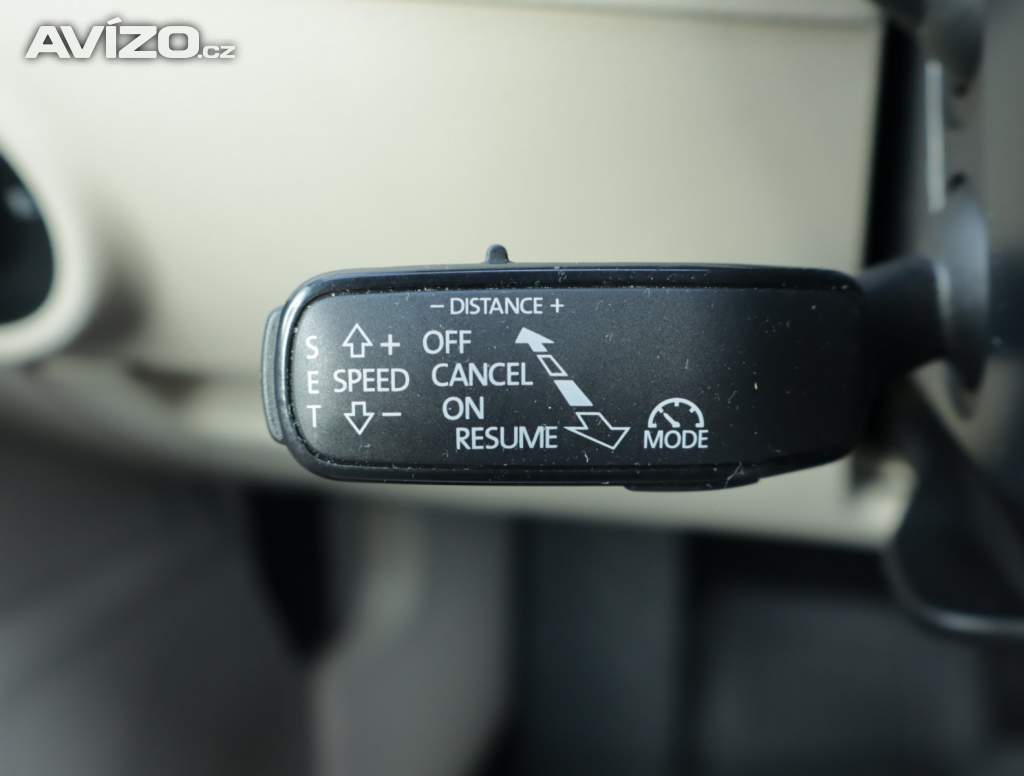 AVÍZO.cz
− DISTANCE +
S + OFF
E SPEED CANCEL
T − ON
RESUME MODE